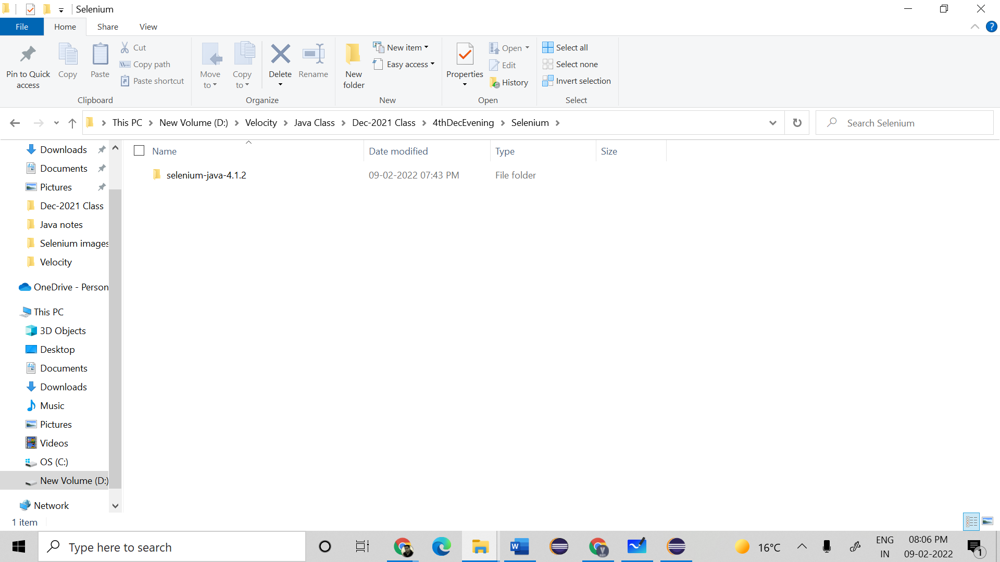 Selenium
File Home Share View
Pin to Quick access
Copy
Paste
Cut
Copy path
Paste shortcut
Clipboard
Move to
Copy to
Delete
Rename
Organize
New folder
New item
Easy access
New
Properties
Open
Edit
History
Open
Select all
Select none
Invert selection
Select
This PC > New Volume (D:) > Velocity > Java Class > Dec-2021 Class > 4thDecEvening > Selenium >
Search Selenium
Downloads
Documents
Pictures
Dec-2021 Class
Java notes
Selenium images
Velocity
OneDrive - Person
This PC
3D Objects
Desktop
Documents
Downloads
Music
Pictures
Videos
OS (C:)
New Volume (D:)
Network
Name Date modified Type Size
selenium-java-4.1.2 09-02-2022 07:43 PM File folder
1 item
Type here to search
16°C
ENG
IN
08:06 PM
09-02-2022
1